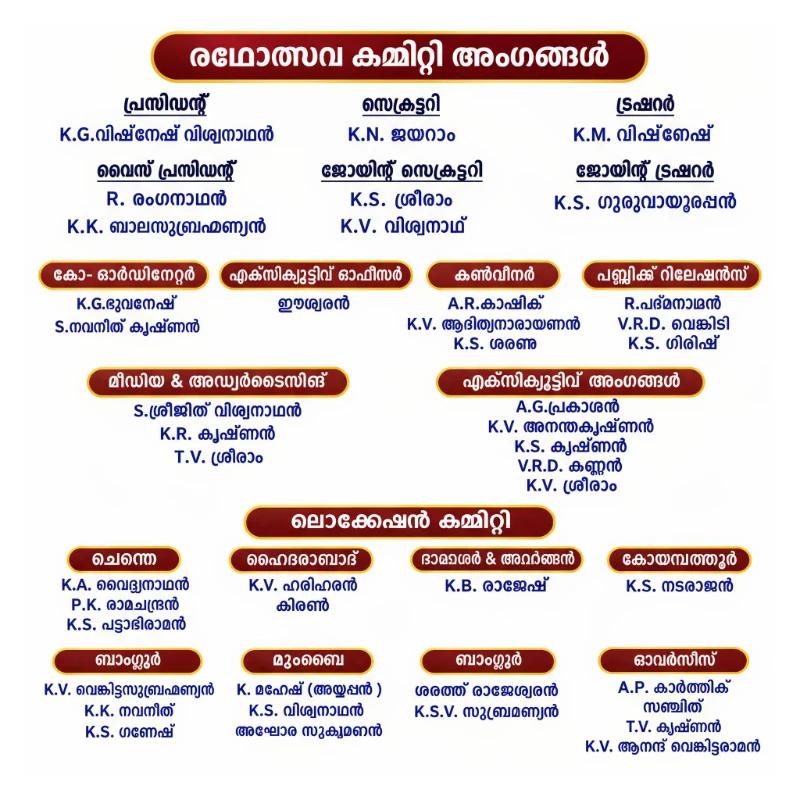 രഥോത്സവ കമ്മിറ്റി അംഗങ്ങൾ
പ്രസിഡന്റ് സെക്രട്ടറി ട്രഷറർ
K.G.വിഷ്നേഷ് വിശ്വനാഥൻ K.N. ജയറാം K.M. വിഷ്ണേഷ്
വൈസ് പ്രസിഡന്റ് ജോയിന്റ് സെക്രട്ടറി ജോയിന്റ് ട്രഷറർ
R. രംഗനാഥൻ K.S. ശ്രീരാം K.S. ഗുരുവായൂരപ്പൻ
K.K. ബാലസുബ്രഹ്മണ്യൻ K.V. വിശ്വനാഥ്
കോ- ഓർഡിനേറ്റർ എക്സിക്യുട്ടിവ് ഓഫീസർ കൺവീനർ പബ്ലിക്ക് റിലേഷൻസ്
K.G.ഭുവനേഷ് ഈശ്വരൻ A.R.കാഷിക് R.പദ്മനാഭൻ
S.നവനീത് കൃഷ്ണൻ K.V. ആദിത്യനാരായണൻ V.R.D. വെങ്കിടി
K.S. ശരണു K.S. ഗിരിഷ്
മീഡിയ & അഡ്വർടൈസിങ് എക്സിക്യൂട്ടിവ് അംഗങ്ങൾ
S.ശ്രീജിത് വിശ്വനാഥൻ A.G.പ്രകാശൻ
K.R. കൃഷ്ണൻ K.V. അനന്തകൃഷ്ണൻ
T.V. ശ്രീരാം K.S. കൃഷ്ണൻ
V.R.D. കണ്ണൻ
K.V. ശ്രീരാം
ലൊക്കേഷൻ കമ്മിറ്റി
ചെന്നൈ ഹൈദരാബാദ് & കോയമ്പത്തൂർ
K.A. വൈദ്യനാഥൻ K.V. ഹരിഹരൻ K.B. രാജേഷ് K.S. നടരാജൻ
P.K. രാമചന്ദ്രൻ കിരൺ
K.S. പട്ടാഭിരാമൻ
ബാംഗ്ലൂർ മുംബൈ ബാംഗ്ലൂർ ഓവർസീസ്
K.V. വെങ്കിട്ടസുബ്രഹ്മണ്യൻ K. മഹേഷ് (അയ്യപ്പൻ ) ശരത്ത് രാജേശ്വരൻ A.P. കാർത്തിക്
K.K. നവനീത് K.S. വിശ്വനാഥൻ K.S.V. സുബ്രമണ്യൻ സഞ്ചിത്
K.S. ഗണേഷ് അഘോര T.V. കൃഷ്ണൻ
K.V. ആനന്ദ് വെങ്കിട്ടരാമൻ